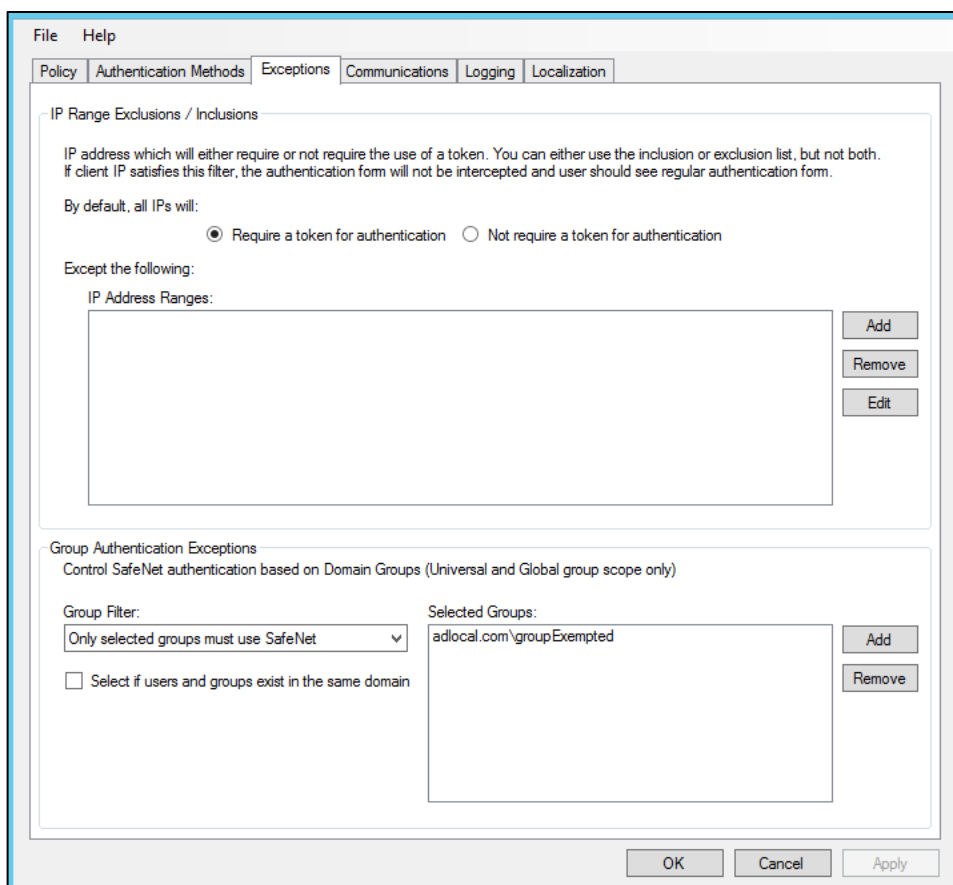 File Help
Policy Authentication Methods Exceptions Communications Logging Localization
IP Range Exclusions / Inclusions
IP address which will either require or not require the use of a token. You can either use the inclusion or exclusion list, but not both.
If client IP satisfies this filter, the authentication form will not be intercepted and user should see regular authentication form.
By default, all IPs will:
Require a token for authentication Not require a token for authentication
Except the following:
IP Address Ranges:
Add
Remove
Edit
Group Authentication Exceptions
Control SafeNet authentication based on Domain Groups (Universal and Global group scope only)
Group Filter:
Only selected groups must use SafeNet
Select if users and groups exist in the same domain
Selected Groups:
adlocal.com\groupExempted
Add
Remove
OK Cancel Apply